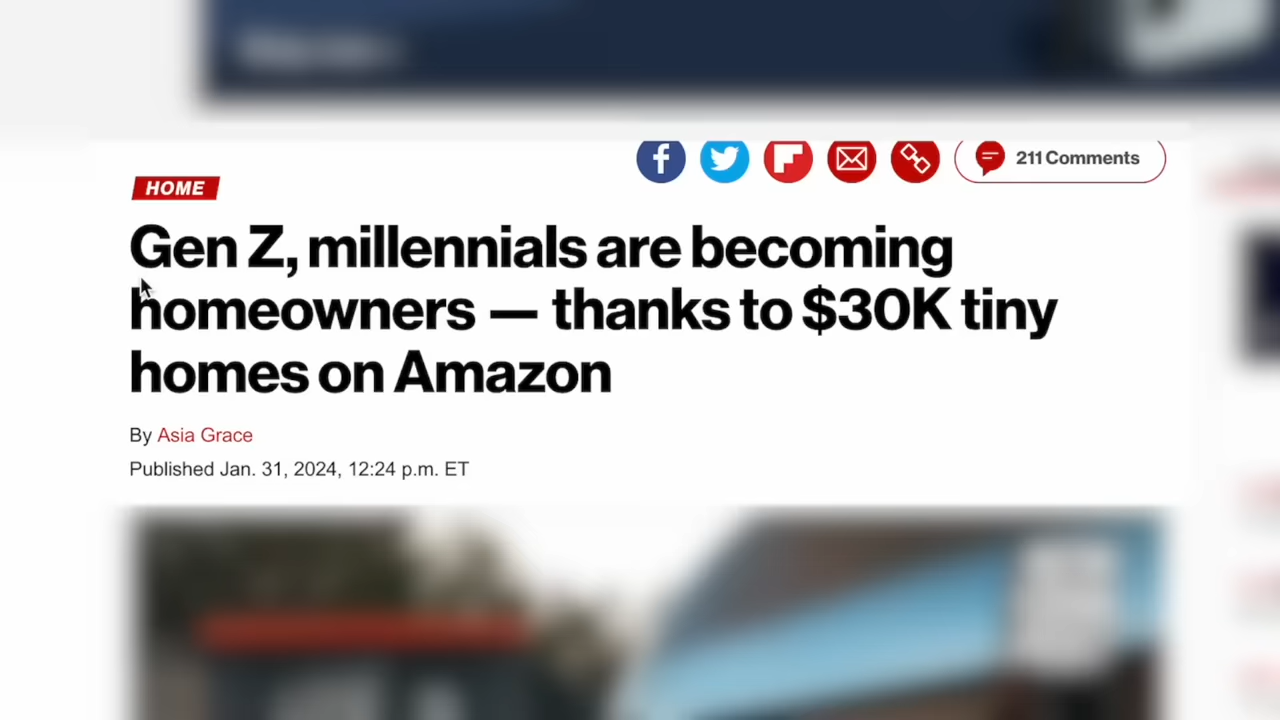 211 Comments
HOME
Gen Z, millennials are becoming
homeowners — thanks to $30K tiny
homes on Amazon
By Asia Grace
Published Jan. 31, 2024, 12:24 p.m. ET